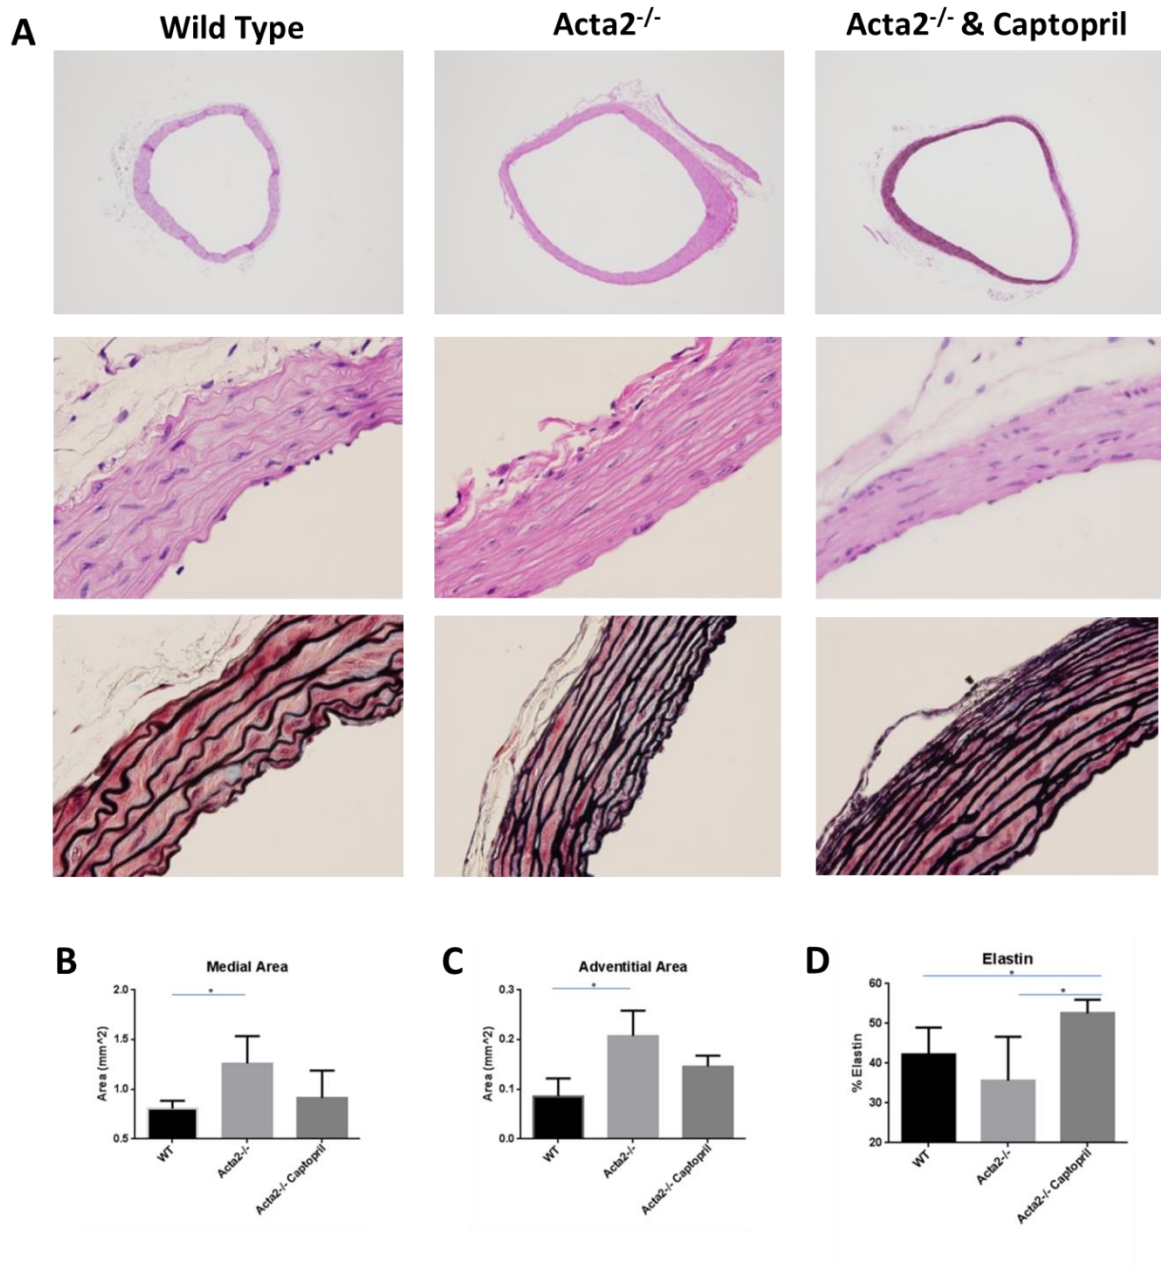 A
Wild Type
Acta2-/-
Acta2-/- & Captopril
B
Medial Area
*
Area (mm^2)
2.0
1.5
1.0
0.5
WT
Acta2-/-
Acta2-/- Captopril
C
Adventitial Area
*
Area (mm^2)
0.3
0.2
0.1
0.0
WT
Acta2-/-
Acta2-/- Captopril
D
Elastin
*
*
% Elastin
60
50
40
30
20
WT
Acta2-/-
Acta2-/- Captopril